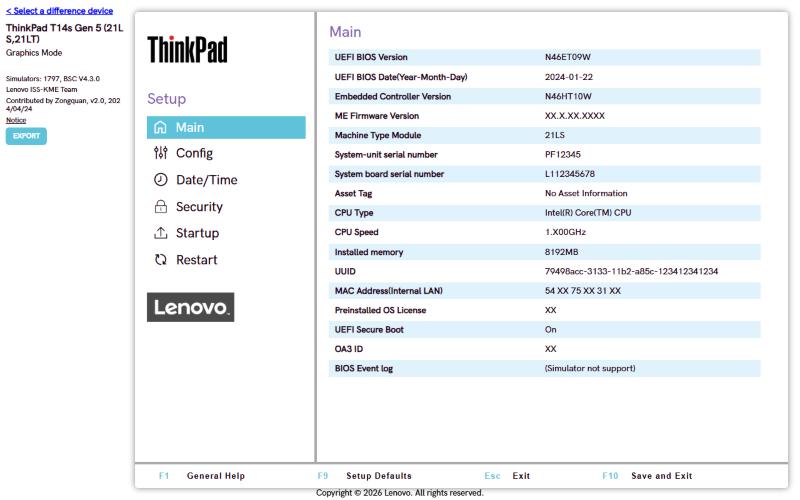 < Select a difference device
ThinkPad T14s Gen 5 (21L
S,21LT)
Graphics Mode
Simulators: 1797, BSC V4.3.0
Lenovo ISS-KME Team
Contributed by Zongquan, v2.0, 202
4/04/24
Notice
EXPORT
ThinkPad
Setup
Main
Config
Date/Time
Security
Startup
Restart
Lenovo
Main
UEFI BIOS Version N46ET09W
UEFI BIOS Date(Year-Month-Day) 2024-01-22
Embedded Controller Version N46HT10W
ME Firmware Version XX.X.XX.XXXX
Machine Type Module 21LS
System-unit serial number PF12345
System board serial number L112345678
Asset Tag No Asset Information
CPU Type Intel(R) Core(TM) CPU
CPU Speed 1.X00GHz
Installed memory 8192MB
UUID 79498acc-3133-11b2-a85c-123412341234
MAC Address(Internal LAN) 54 XX 75 XX 31 XX
Preinstalled OS License XX
UEFI Secure Boot On
OA3 ID XX
BIOS Event log (Simulator not support)
F1 General Help F9 Setup Defaults Esc Exit F10 Save and Exit
Copyright © 2026 Lenovo. All rights reserved.